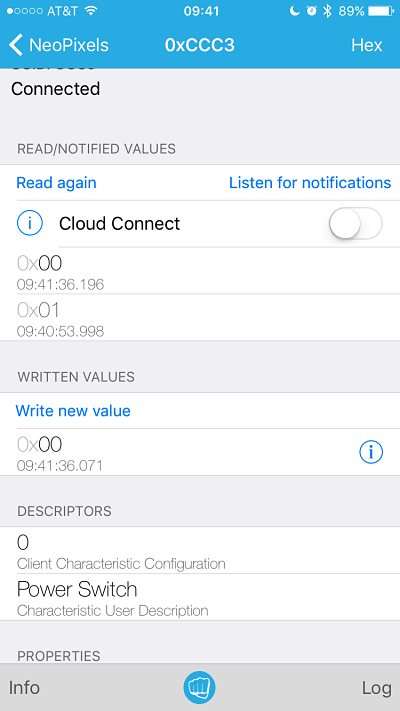 AT&T 09:41 89%
NeoPixels 0xCCC3 Hex
Connected
READ/NOTIFIED VALUES
Read again Listen for notifications
Cloud Connect
0x00
09:41:36.196
0x01
09:40:53.998
WRITTEN VALUES
Write new value
0x00
09:41:36.071
DESCRIPTORS
0
Client Characteristic Configuration
Power Switch
Characteristic User Description
PROPERTIES
Info Log